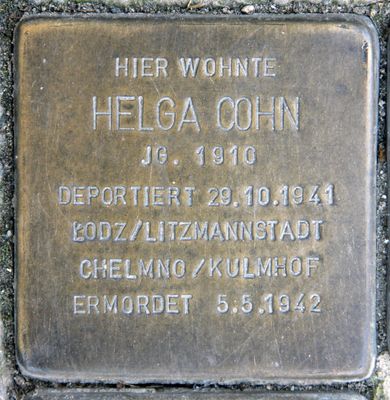 HIER WOHNTE
HELGA COHN
JG. 1910
DEPORTIERT 29.10.1941
ŁODZ/LITZMANNSTADT
CHELMNO/KULMHOF
ERMORDET 5.5.1942